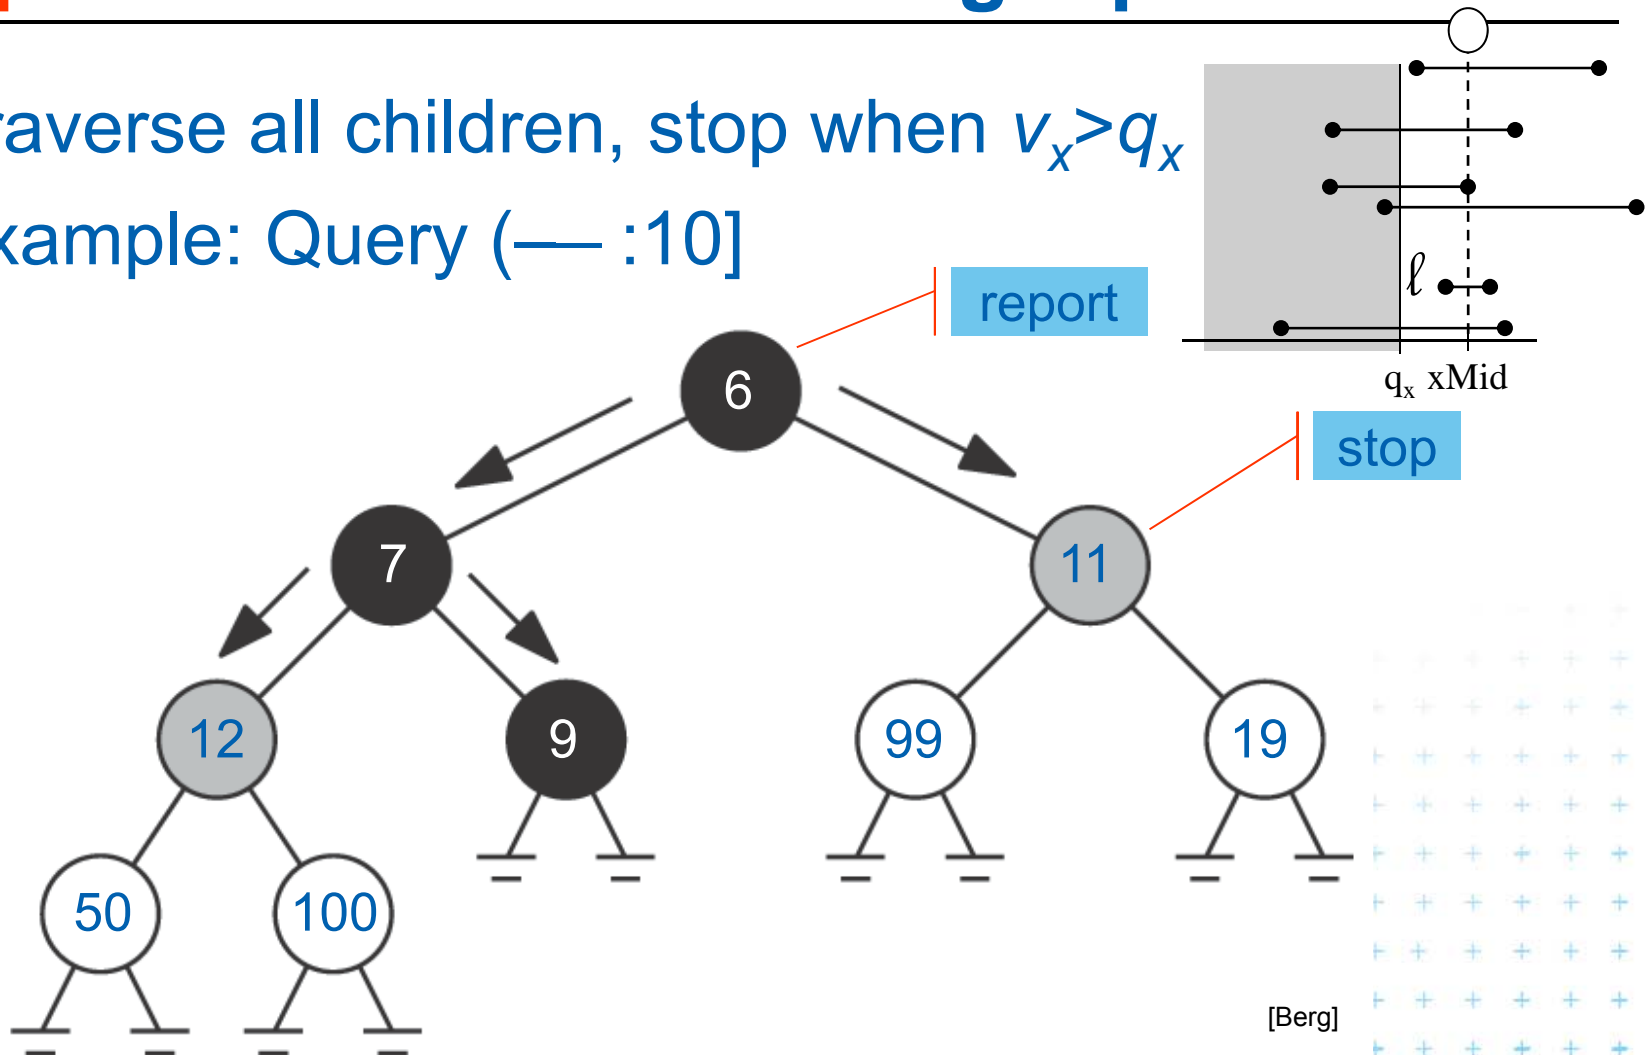 raverse all children, stop when vₓ>qₓ
xample: Query (— :10]
report
ℓ
qₓ xMid
6
stop
7
11
12
9
99
19
50
100
[Berg]